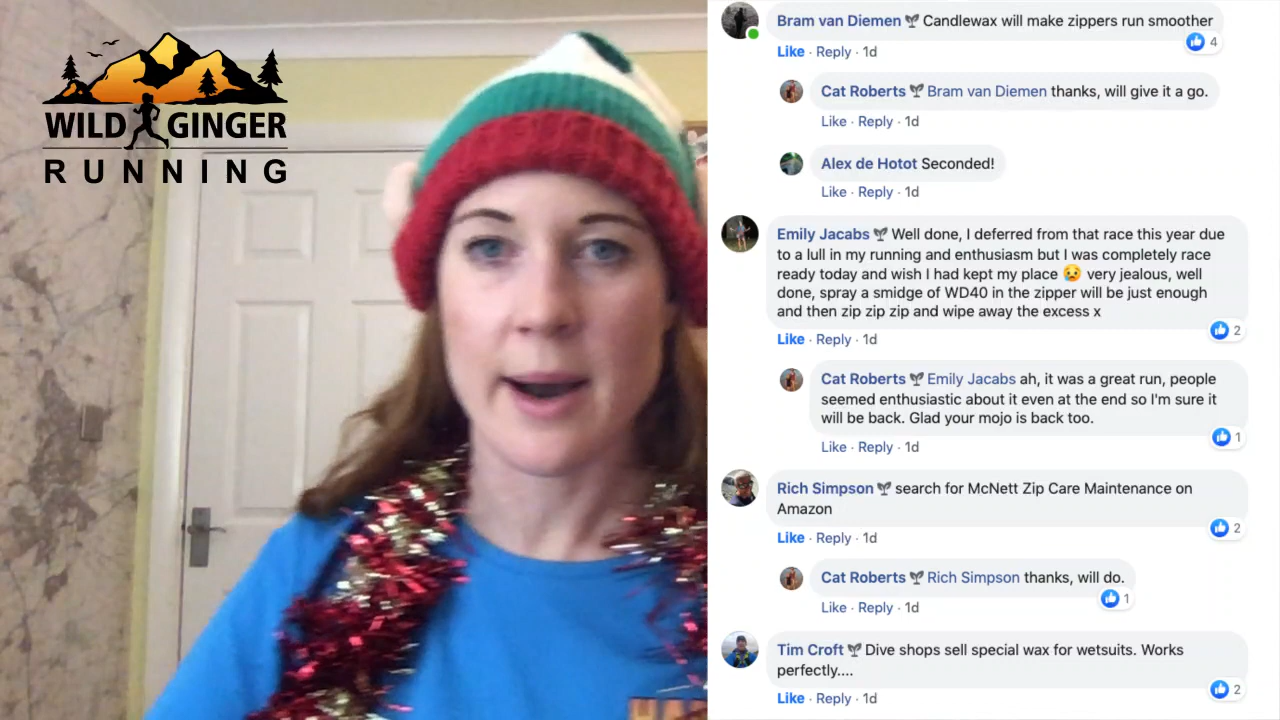 WILD GINGER
RUNNING
Bram van Diemen Candlewax will make zippers run smoother
4
Like · Reply · 1d
Cat Roberts Bram van Diemen thanks, will give it a go.
Like · Reply · 1d
Alex de Hotot Seconded!
Like · Reply · 1d
Emily Jacabs Well done, I deferred from that race this year due
to a lull in my running and enthusiasm but I was completely race
ready today and wish I had kept my place 😥 very jealous, well
done, spray a smidge of WD40 in the zipper will be just enough
and then zip zip zip and wipe away the excess x
2
Like · Reply · 1d
Cat Roberts Emily Jacabs ah, it was a great run, people
seemed enthusiastic about it even at the end so I'm sure it
will be back. Glad your mojo is back too.
1
Like · Reply · 1d
Rich Simpson search for McNett Zip Care Maintenance on
Amazon
2
Like · Reply · 1d
Cat Roberts Rich Simpson thanks, will do.
1
Like · Reply · 1d
Tim Croft Dive shops sell special wax for wetsuits. Works
perfectly....
2
Like · Reply · 1d